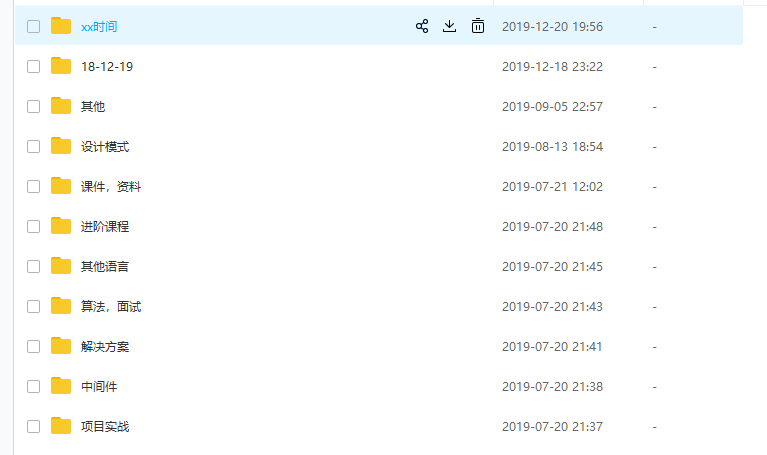 xx时间 2019-12-20 19:56 -
18-12-19 2019-12-18 23:22 -
其他 2019-09-05 22:57 -
设计模式 2019-08-13 18:54 -
课件，资料 2019-07-21 12:02 -
进阶课程 2019-07-20 21:48 -
其他语言 2019-07-20 21:45 -
算法，面试 2019-07-20 21:43 -
解决方案 2019-07-20 21:41 -
中间件 2019-07-20 21:38 -
项目实战 2019-07-20 21:37 -